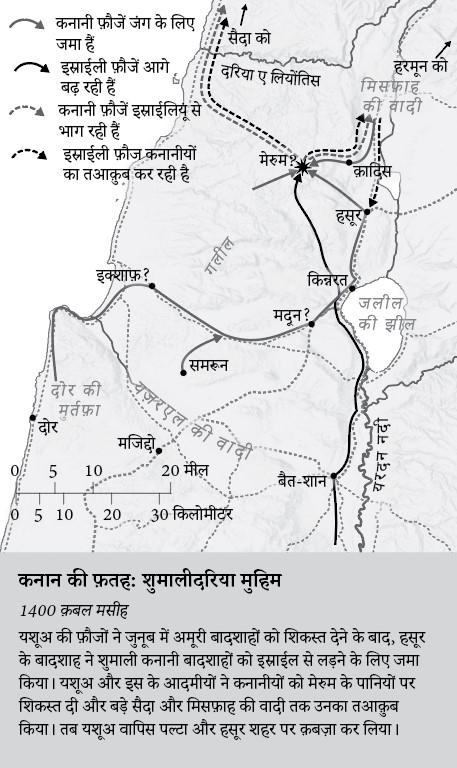 कनानी फ़ौजें जंग के लिए
जमा हैं
इस्राईली फ़ौजें आगे
बढ़ रही हैं
कनानी फ़ौजें इस्राईलियू से
भाग रही हैं
इस्राईली फ़ौज कनानीयों
का तआक़ुब कर रही है
सैदा को
दरिया ए लियोंतिस
हरमून को
मिसफ़ाह
की वादी
मेरुम?
क़ादिस
हसूर
गलील
इक्शाफ़?
किन्नरत
मदून?
जलील
की झील
समरून
दोर की
मुर्तफ़ा
यज़रएल की वादी
दोर
मजिद्दो
यरदन नदी
बैत-शान
0 5 10 20 मील
0 5 10 20 30 किलोमीटर
कनान की फ़तह: शुमालीदरिया मुहिम
1400 क़बल मसीह
यशूअ की फ़ौजों ने जुनूब में अमूरी बादशाहों को शिकस्त देने के बाद, हसूर
के बादशाह ने शुमाली कनानी बादशाहों को इस्राईल से लड़ने के लिए जमा
किया। यशूअ और इस के आदमीयों ने कनानीयों को मेरुम के पानियों पर
शिकस्त दी और बड़े सैदा और मिसफ़ाह की वादी तक उनका तआक़ुब
किया। तब यशूअ वापिस पल्टा और हसूर शहर पर क़बज़ा कर लिया।